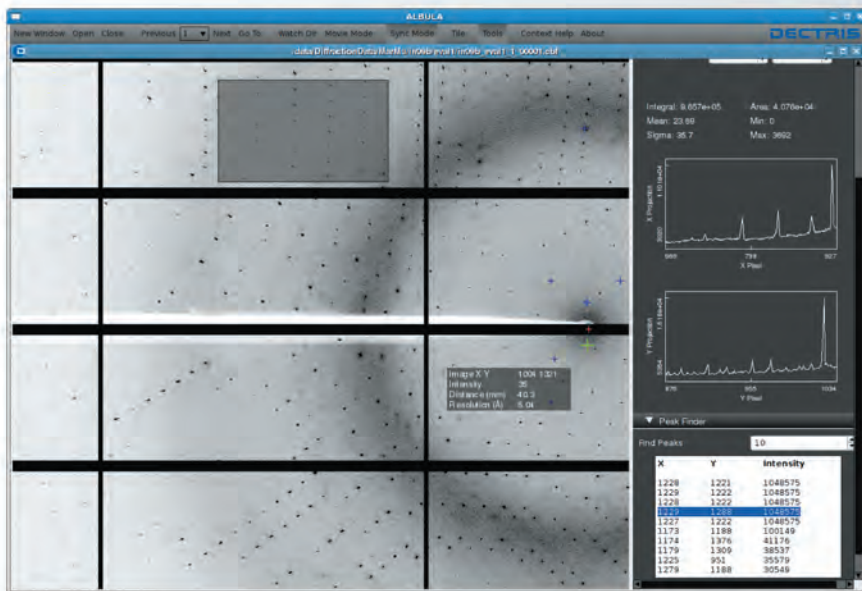 ALBULA
New Window Open Close Previous 1 Next Go To Watch Dir Movie Mode Sync Mode Tile Tools Context Help About
DECTRIS
Integral: 9.657e+05 Area: 4.076e+04
Mean: 23.69 Min: 0
Sigma: 35.7 Max: 3692
X Projection
X Pixel
Y Projection
876 955 1034
Y Pixel
Image X Y
Intensity 35
Distance (mm) 40.3
Resolution (Å) 5.04
Peak Finder
Find Peaks 10
X Y Intensity
1228 1221 1048575
1229 1222 1048575
1228 1222 1048575
1229 1288 1048575
1227 1222 1048575
1173 1188 100149
1174 1376 41176
1179 1309 38537
1225 951 35579
1279 1188 30549